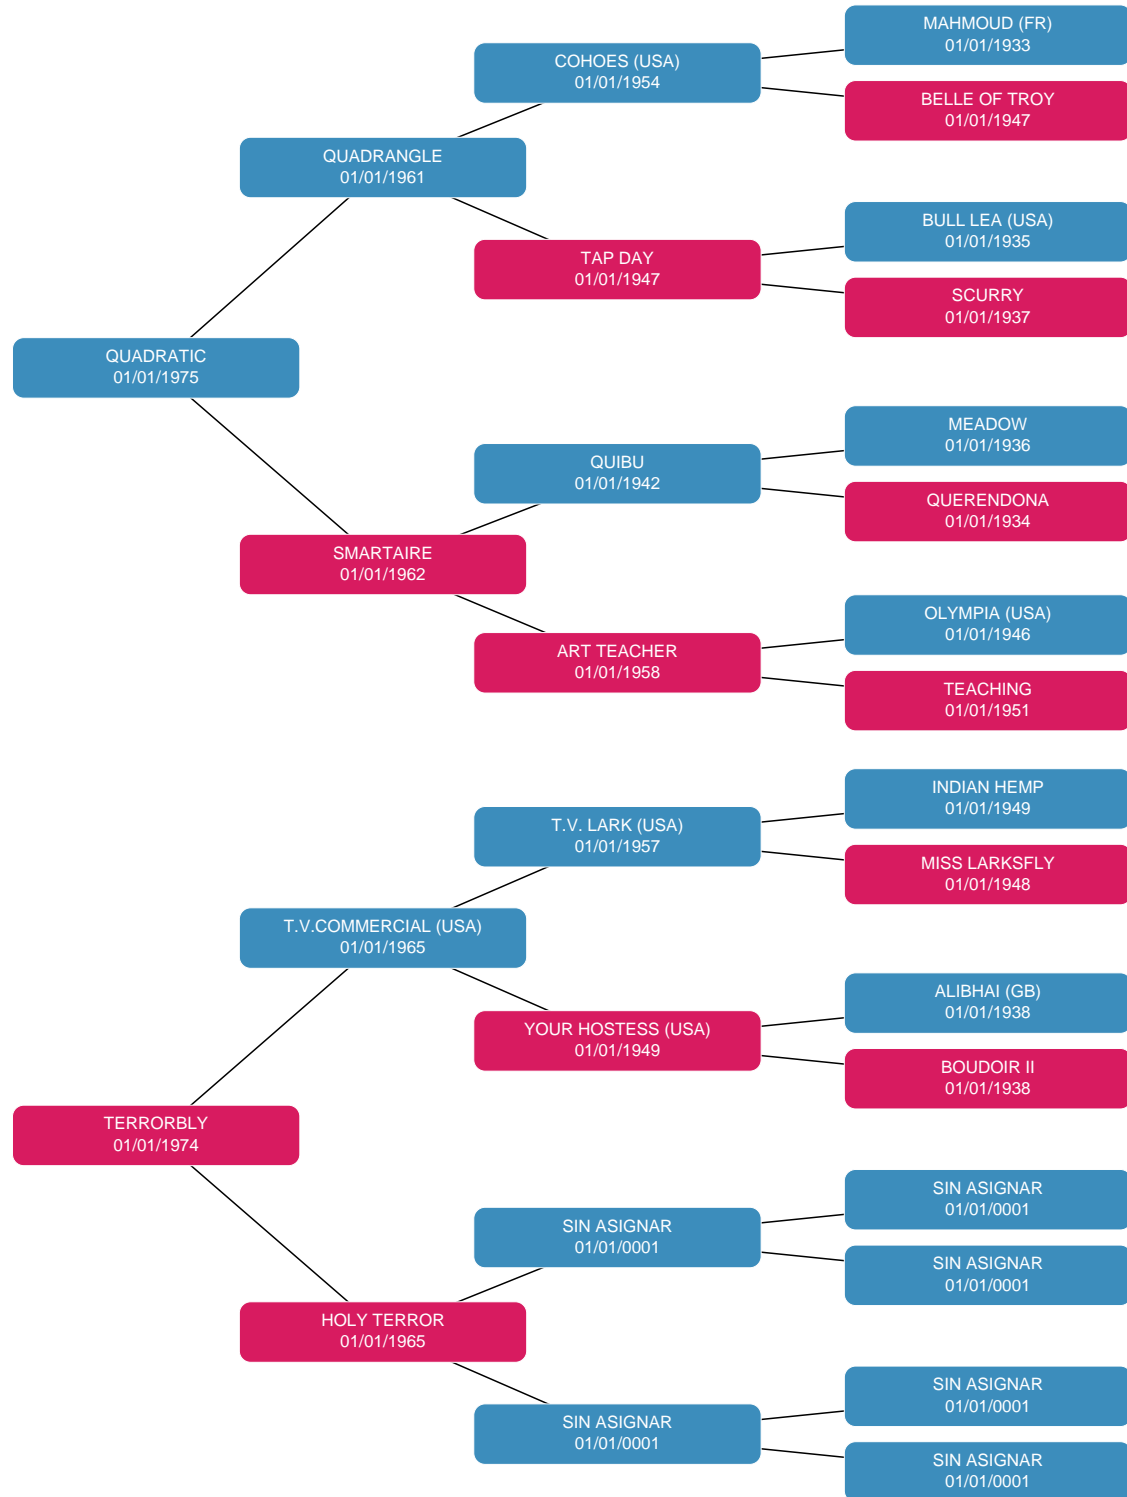 MAHMOUD (FR)
01/01/1933
COHOES (USA)
01/01/1954
BELLE OF TROY
01/01/1947
QUADRANGLE
01/01/1961
BULL LEA (USA)
01/01/1935
TAP DAY
01/01/1947
SCURRY
01/01/1937
QUADRATIC
01/01/1975
MEADOW
01/01/1936
QUIBU
01/01/1942
QUERENDONA
01/01/1934
SMARTAIRE
01/01/1962
OLYMPIA (USA)
01/01/1946
ART TEACHER
01/01/1958
TEACHING
01/01/1951
INDIAN HEMP
01/01/1949
T.V. LARK (USA)
01/01/1957
MISS LARKSFLY
01/01/1948
T.V.COMMERCIAL (USA)
01/01/1965
ALIBHAI (GB)
01/01/1938
YOUR HOSTESS (USA)
01/01/1949
BOUDOIR II
01/01/1938
TERRORBLY
01/01/1974
SIN ASIGNAR
01/01/0001
SIN ASIGNAR
01/01/0001
SIN ASIGNAR
01/01/0001
HOLY TERROR
01/01/1965
SIN ASIGNAR
01/01/0001
SIN ASIGNAR
01/01/0001
SIN ASIGNAR
01/01/0001